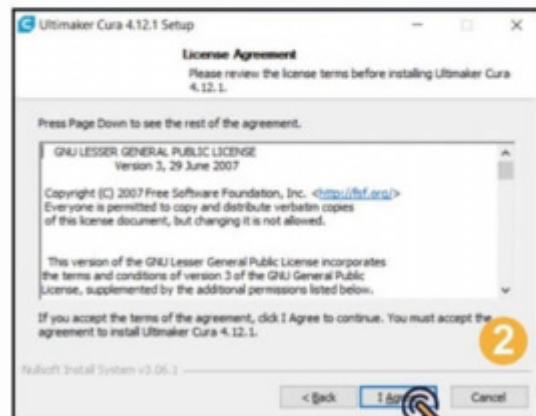 Ultimaker Cura 4.12.1 Setup
License Agreement
Please review the license terms before installing Ultimaker Cura
4.12.1.
Press Page Down to see the rest of the agreement.
GNU LESSER GENERAL PUBLIC LICENSE
Version 3, 29 June 2007
Copyright (C) 2007 Free Software Foundation, Inc. <http://fsf.org/>
Everyone is permitted to copy and distribute verbatim copies
of this license document, but changing it is not allowed.
This version of the GNU Lesser General Public License incorporates
the terms and conditions of version 3 of the GNU General Public
License, supplemented by the additional permissions listed below.
If you accept the terms of the agreement, click I Agree to continue. You must accept the
agreement to install Ultimaker Cura 4.12.1.
2
Nullsoft Install System v3.06.1
< Back I Agree Cancel